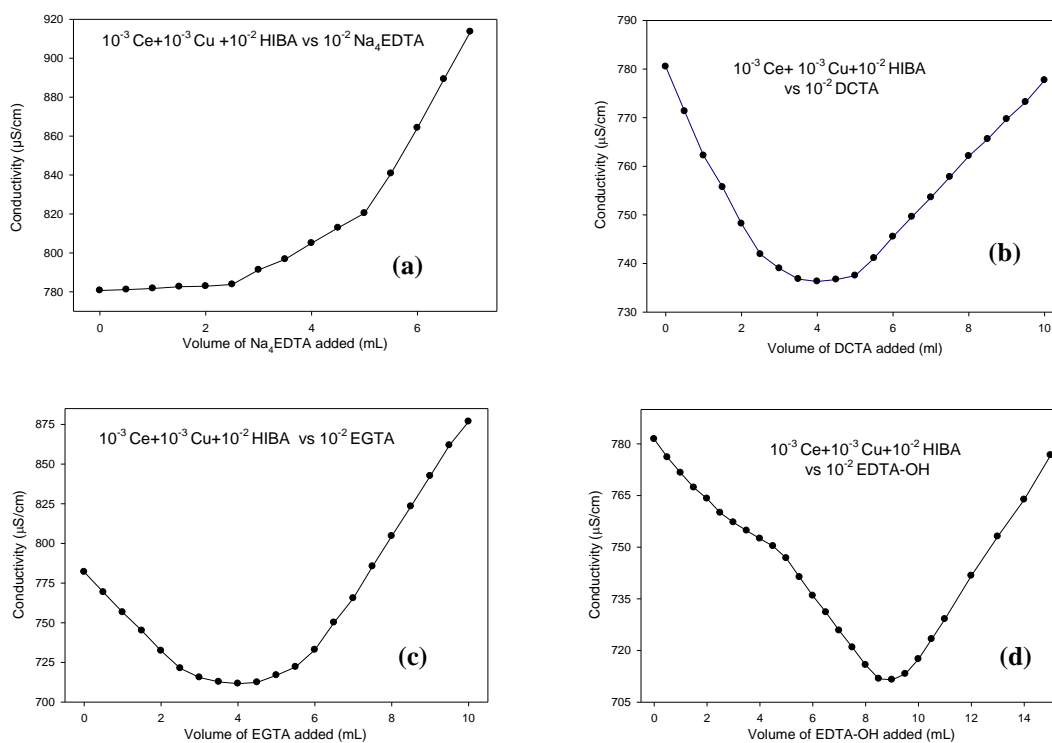 10⁻³ Ce+10⁻³ Cu +10⁻² HIBA vs 10⁻² Na₄EDTA
Conductivity (µS/cm)
920
900
880
860
840
820
800
780
0
2
4
6
Volume of Na₄EDTA added (mL)
(a)
10⁻³ Ce+ 10⁻³ Cu+10⁻² HIBA
vs 10⁻² DCTA
Conductivity (µS/cm)
790
780
770
760
750
740
730
0
2
4
6
8
10
Volume of DCTA added (ml)
(b)
10⁻³ Ce+10⁻³ Cu+10⁻² HIBA vs 10⁻² EGTA
Conductivity (µS/cm)
875
850
825
800
775
750
725
700
0
2
4
6
8
10
Volume of EGTA added (mL)
(c)
10⁻³ Ce+10⁻³ Cu+10⁻² HIBA
vs 10⁻² EDTA-OH
Conductivity (µS/cm)
780
765
750
735
720
705
0
2
4
6
8
10
12
14
Volume of EDTA-OH added (mL)
(d)